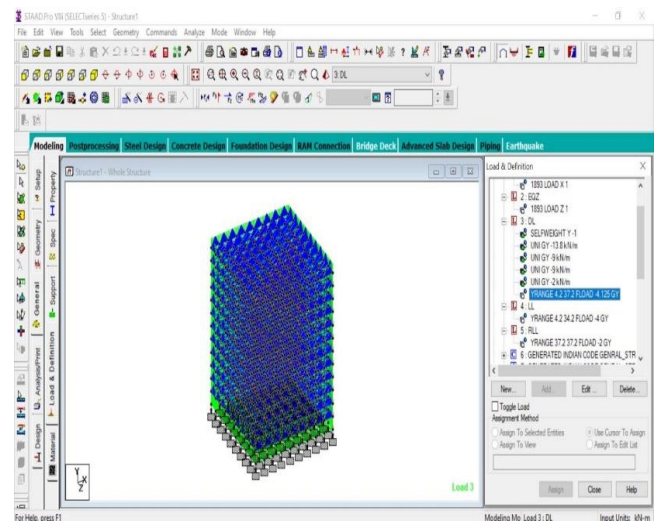 STAAD.Pro V8i (SELECTseries 5) - Structure1
File Edit View Tools Select Geometry Commands Analyze Mode Window Help
3: DL
Modeling Postprocessing Steel Design Concrete Design Foundation Design RAM Connection Bridge Deck Advanced Slab Design Piping Earthquake
Setup
Geometry
General
Analysis/Print
Design
Property
Spec
Support
Load & Definition
Material
Structure1 - Whole Structure
Y
X
Z
Load 3
Load & Definition
1893 LOAD X 1
2 : EQZ
1893 LOAD Z 1
3 : DL
SELFWEIGHT Y -1
UNI GY -13.8 kN/m
UNI GY -9 kN/m
UNI GY -9 kN/m
UNI GY -2 kN/m
YRANGE 4.2 37.2 FLOAD -4.125 GY
4 : LL
YRANGE 4.2 34.2 FLOAD -4 GY
5 : RLL
YRANGE 37.2 37.2 FLOAD -2 GY
6 : GENERATED INDIAN CODE GENRAL_STR
New... Add... Edit ... Delete...
Toggle Load
Assignment Method
Assign To Selected Entities Use Cursor To Assign
Assign To View Assign To Edit List
Assign Close Help
For Help, press F1
Modeling Mo Load 3 : DL Input Units: kN-m